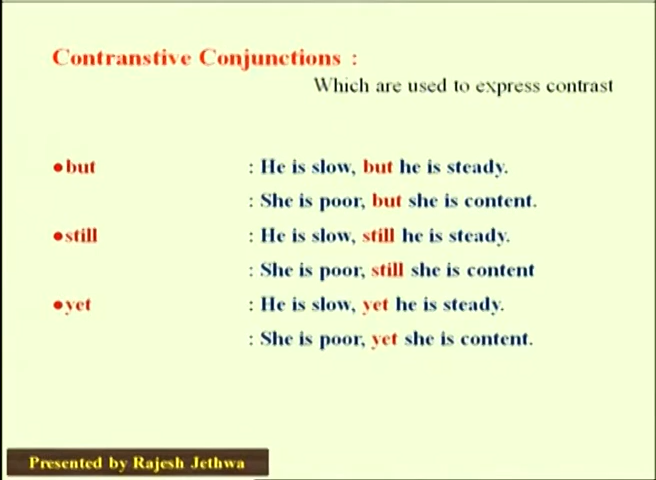 Contranstive Conjunctions :
Which are used to express contrast
•but : He is slow, but he is steady.
: She is poor, but she is content.
•still : He is slow, still he is steady.
: She is poor, still she is content
•yet : He is slow, yet he is steady.
: She is poor, yet she is content.
Presented by Rajesh Jethwa